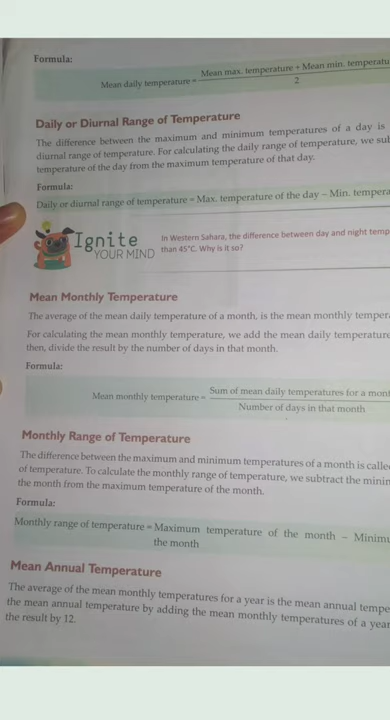 Formula:
Mean daily temperature = Mean max. temperature + Mean min.
2
Daily or Diurnal Range of Temperature
The difference between the maximum and minimum temperatures of a day is
diurnal range of temperature. For calculating the daily range of temperature, we
temperature of the day from the maximum temperature of that day.
Formula:
Daily or diurnal range of temperature = Max. temperature of the day – Min.
Ignite
YOUR MIND
In Western Sahara, the difference between day and night
than 45°C. Why is it so?
Mean Monthly Temperature
The average of the mean daily temperature of a month, is the mean monthly
For calculating the mean monthly temperature, we add the mean daily temperature
then, divide the result by the number of days in that month.
Formula:
Mean monthly temperature = Sum of mean daily temperatures for a
Number of days in that month
Monthly Range of Temperature
The difference between the maximum and minimum temperatures of a month is
of temperature. To calculate the monthly range of temperature, we subtract the
the month from the maximum temperature of the month.
Formula:
Monthly range of temperature = Maximum temperature of the month –
the month
Mean Annual Temperature
The average of the mean monthly temperatures for a year is the mean annual
the mean annual temperature by adding the mean monthly temperatures of a year
the result by 12.